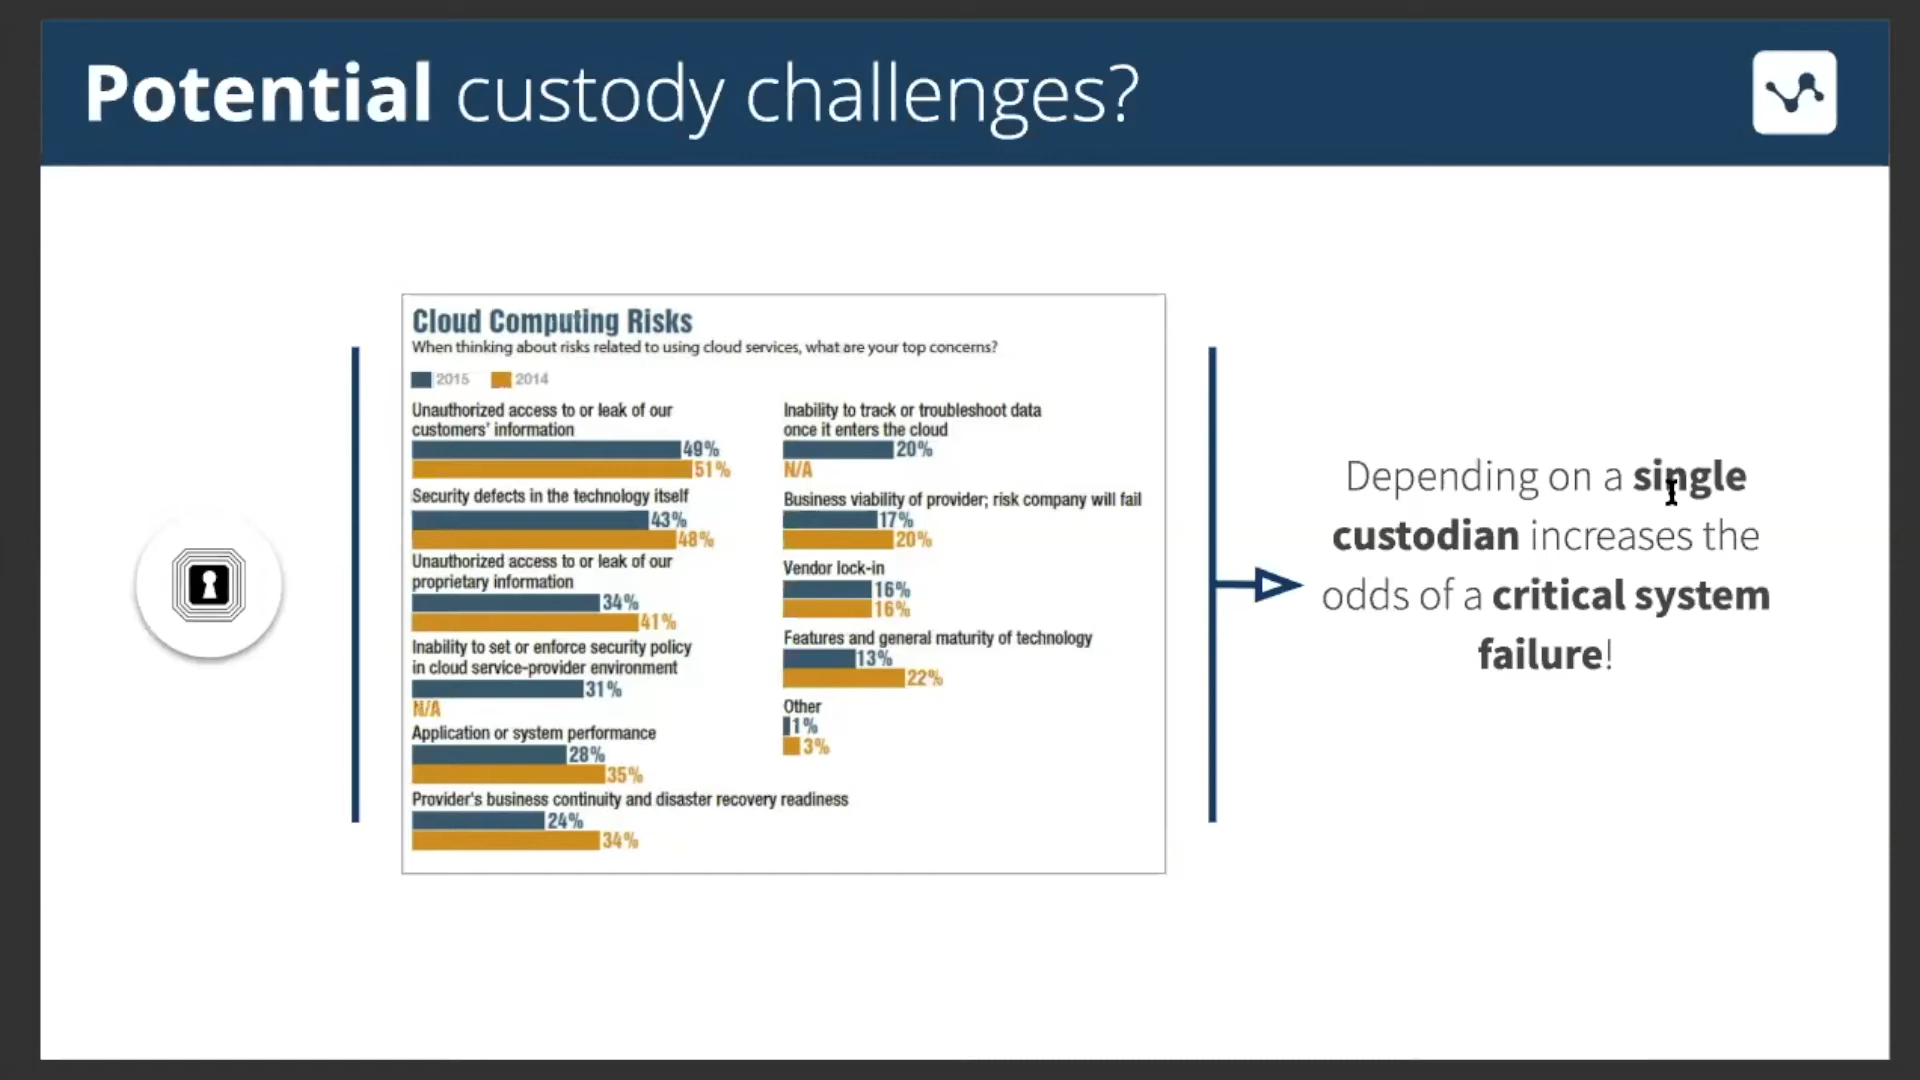 Potential custody challenges?
Cloud Computing Risks
When thinking about risks related to using cloud services, what are your top concerns?
2015 2014
Unauthorized access to or leak of our
customers' information
49%
51%
Security defects in the technology itself
43%
48%
Unauthorized access to or leak of our
proprietary information
34%
41%
Inability to set or enforce security policy
in cloud service-provider environment
31%
N/A
Application or system performance
28%
35%
Provider's business continuity and disaster recovery readiness
24%
34%
Inability to track or troubleshoot data
once it enters the cloud
20%
N/A
Business viability of provider; risk company will fail
17%
20%
Vendor lock-in
16%
16%
Features and general maturity of technology
13%
22%
Other
1%
3%
Depending on a single
custodian increases the
odds of a critical system
failure!